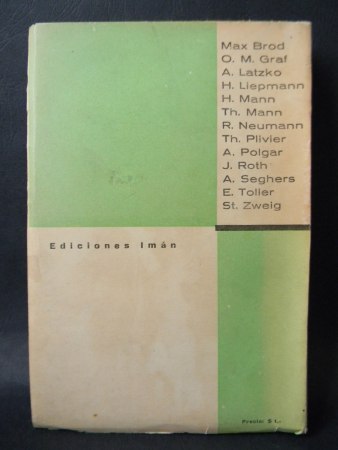 Max Brod
O. M. Graf
A. Latzko
H. Liepmann
H. Mann
Th. Mann
R. Neumann
Th. Plivier
A. Polgar
J. Roth
A. Seghers
E. Toller
St. Zweig
Ediciones Imán
Precio: $